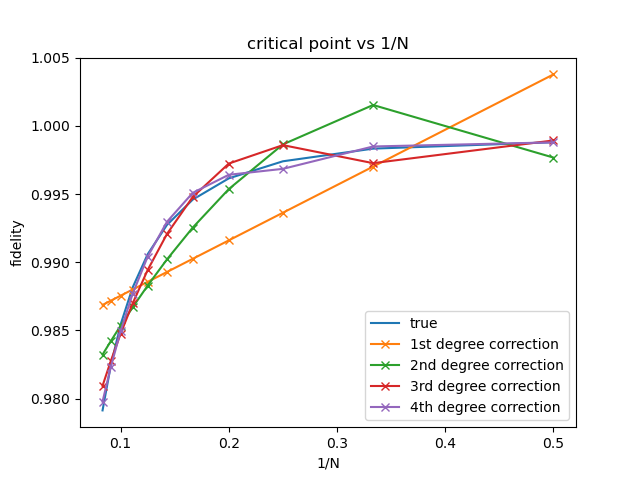 critical point vs 1/N
1.005
1.000
0.995
0.990
0.985
0.980
fidelity
true
1st degree correction
2nd degree correction
3rd degree correction
4th degree correction
0.1
0.2
0.3
0.4
0.5
1/N